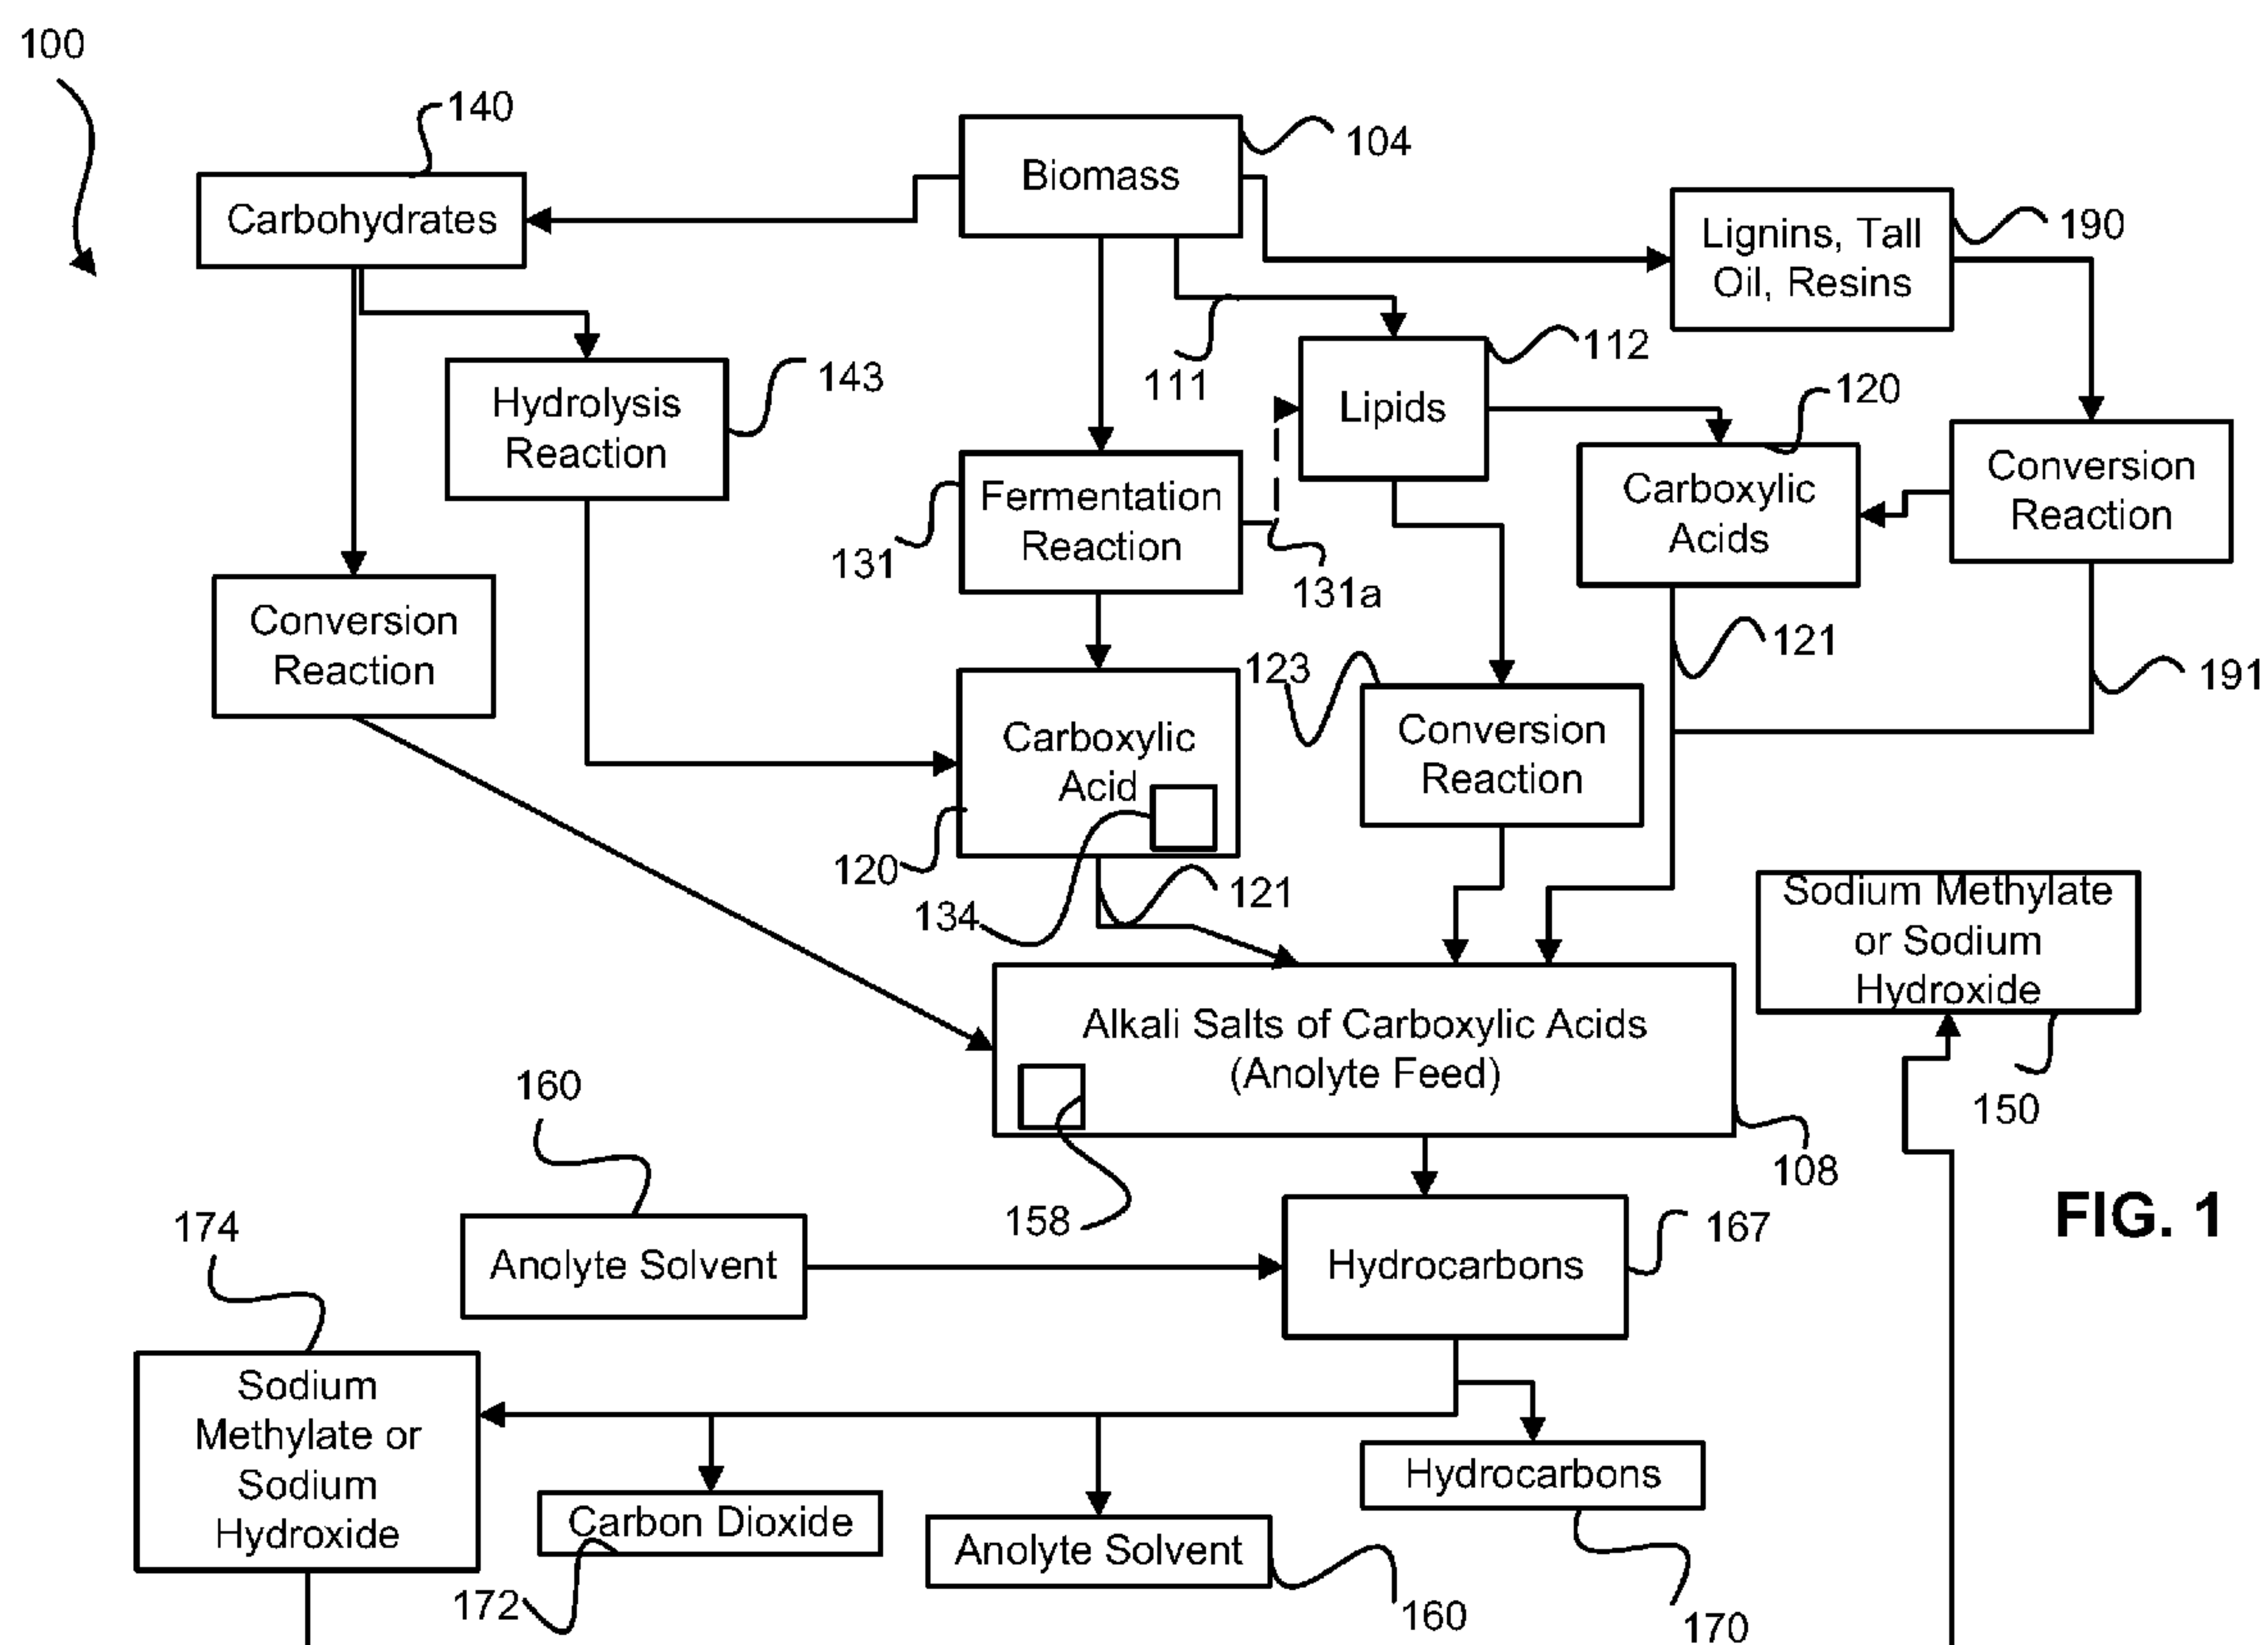 100
140
104
Biomass
Carbohydrates
Lignins, Tall
Oil, Resins
190
143
111
112
Hydrolysis
Reaction
Lipids
120
Carboxylic
Acids
Conversion
Reaction
131
Fermentation
Reaction
131a
Conversion
Reaction
121
191
123
Carboxylic
Acid
Conversion
Reaction
120
134
121
Sodium Methylate
or Sodium
Hydroxide
150
Alkali Salts of Carboxylic Acids
(Anolyte Feed)
160
158
108
FIG. 1
174
Anolyte Solvent
Hydrocarbons
167
Sodium
Methylate or
Sodium
Hydroxide
Carbon Dioxide
Anolyte Solvent
Hydrocarbons
172
160
170